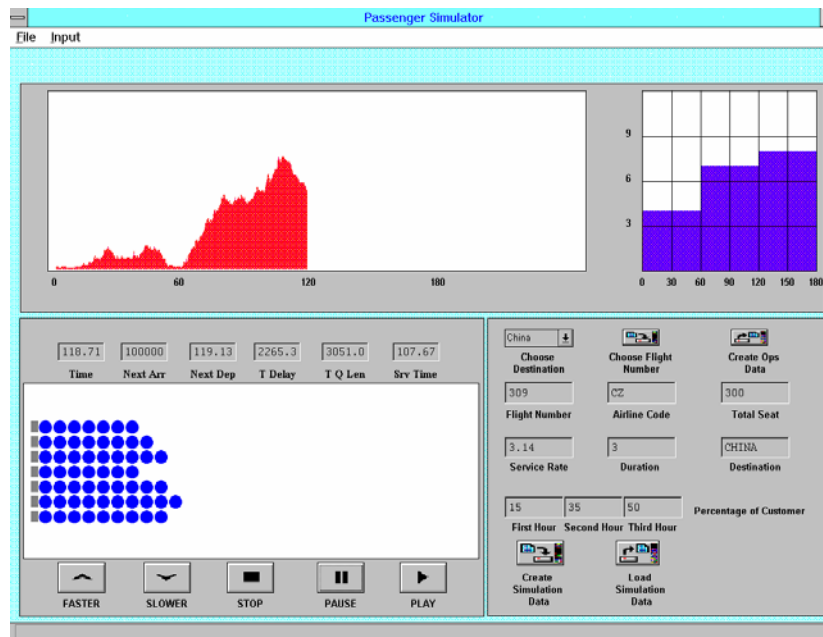 Passenger Simulator
File Input
9
6
3
0 60 120 180
0 30 60 90 120 150 180
118.71 100000 119.13 2265.3 3051.0 107.67
Time Next Arr Next Dep T Delay T Q Len Srv Time
FASTER SLOWER STOP PAUSE PLAY
China
Choose Destination
Choose Flight Number
Create Ops Data
309 CZ 300
Flight Number Airline Code Total Seat
3.14 3 CHINA
Service Rate Duration Destination
15 35 50 Percentage of Customer
First Hour Second Hour Third Hour
Create Simulation Data
Load Simulation Data